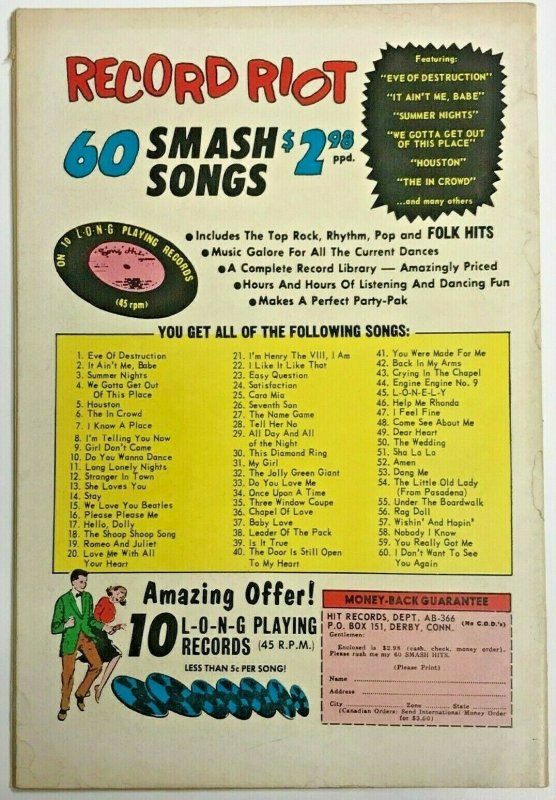 RECORD RIOT
60 SMASH SONGS $2.98 ppd.
Featuring:
"EVE OF DESTRUCTION"
"IT AIN'T ME, BABE"
"SUMMER NIGHTS"
"WE GOTTA GET OUT
OF THIS PLACE"
"HOUSTON"
"THE IN CROWD"
...and many others
ON 10 L-O-N-G PLAYING RECORDS
(45 rpm)
• Includes The Top Rock, Rhythm, Pop and FOLK HITS
• Music Galore For All The Current Dances
• A Complete Record Library — Amazingly Priced
• Hours And Hours Of Listening And Dancing Fun
• Makes A Perfect Party-Pak
YOU GET ALL OF THE FOLLOWING SONGS:
1. Eve Of Destruction
2. It Ain't Me, Babe
3. Summer Nights
4. We Gotta Get Out
Of This Place
5. Houston
6. The In Crowd
7. I Know A Place
8. I'm Telling You Now
9. Girl Don't Come
10. Do You Wanna Dance
11. Long Lonely Nights
12. Stranger In Town
13. She Loves You
14. Stay
15. We Love You Beatles
16. Please Please Me
17. Hello, Dolly
18. The Shoop Shoop Song
19. Romeo And Juliet
20. Love Me With All
Your Heart
21. I'm Henry The VIII, I Am
22. I Like It Like That
23. Easy Question
24. Satisfaction
25. Cara Mia
26. Seventh Son
27. The Name Game
28. Tell Her No
29. All Day And All
of the Night
30. This Diamond Ring
31. My Girl
32. The Jolly Green Giant
33. Do You Love Me
34. Once Upon A Time
35. Three Window Coupe
36. Chapel Of Love
37. Baby Love
38. Leader Of The Pack
39. Is It True
40. The Door Is Still Open
To My Heart
41. You Were Made For Me
42. Back In My Arms
43. Crying In The Chapel
44. Engine Engine No. 9
45. L-O-N-E-L-Y
46. Help Me Rhonda
47. I Feel Fine
48. Come See About Me
49. Dear Heart
50. The Wedding
51. Sha La La
52. Amen
53. Dang Me
54. The Little Old Lady
(From Pasadena)
55. Under The Boardwalk
56. Rag Doll
57. Wishin' And Hopin'
58. Nobody I Know
59. You Really Got Me
60. I Don't Want To See
You Again
Amazing Offer!
10 L-O-N-G PLAYING
RECORDS (45 R.P.M.)
LESS THAN 5c PER SONG!
MONEY-BACK GUARANTEE
HIT RECORDS, DEPT. AB-366 (No C.O.D.'s)
P.O. BOX 151, DERBY, CONN.
Gentlemen:
Enclosed is $2.98 (cash, check, money order).
Please rush me my 60 SMASH HITS.
(Please Print)
Name
Address
City Zone State
(Canadian Orders: Send International Money Order
for $3.60)